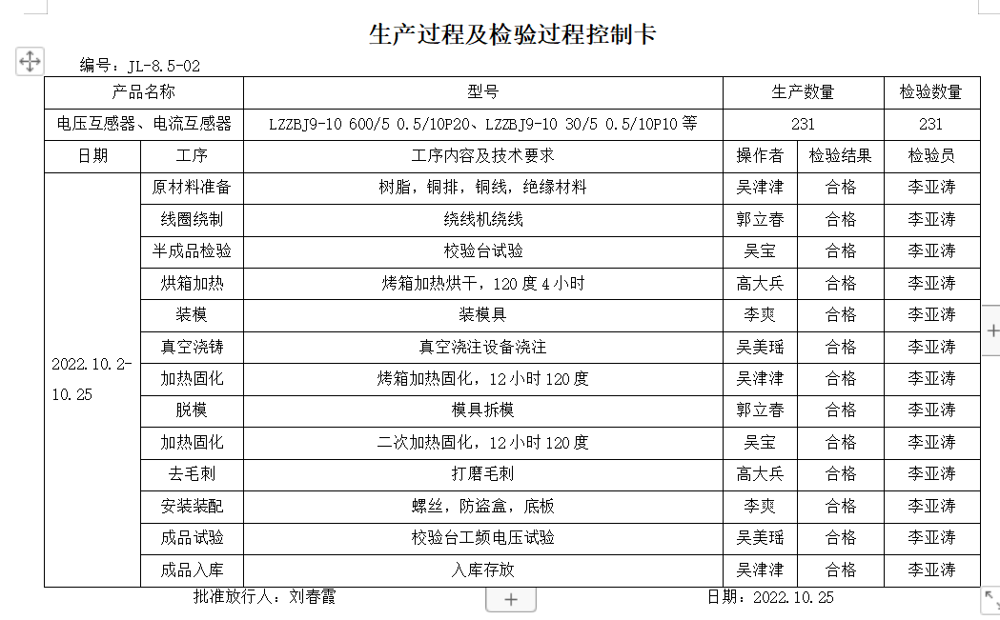 生产过程及检验过程控制卡
编号：JL-8.5-02
产品名称 型号 生产数量 检验数量
电压互感器、电流互感器 LZZBJ9-10 600/5 0.5/10P20、LZZBJ9-10 30/5 0.5/10P10 等 231 231
日期 工序 工序内容及技术要求 操作者 检验结果 检验员
原材料准备 树脂，铜排，铜线，绝缘材料 吴津津 合格 李亚涛
线圈绕制 绕线机绕线 郭立春 合格 李亚涛
半成品检验 校验台试验 吴宝 合格 李亚涛
烘箱加热 烤箱加热烘干，120 度 4 小时 高大兵 合格 李亚涛
装模 装模具 李爽 合格 李亚涛
真空浇铸 真空浇注设备浇注 吴美瑶 合格 李亚涛
2022.10.2-
10.25
加热固化 烤箱加热固化，12 小时 120 度 吴津津 合格 李亚涛
脱模 模具拆模 郭立春 合格 李亚涛
加热固化 二次加热固化，12 小时 120 度 吴宝 合格 李亚涛
去毛刺 打磨毛刺 高大兵 合格 李亚涛
安装装配 螺丝，防盗盒，底板 李爽 合格 李亚涛
成品试验 校验台工频电压试验 吴美瑶 合格 李亚涛
成品入库 入库存放 吴津津 合格 李亚涛
批准放行人：刘春霞 日期：2022.10.25